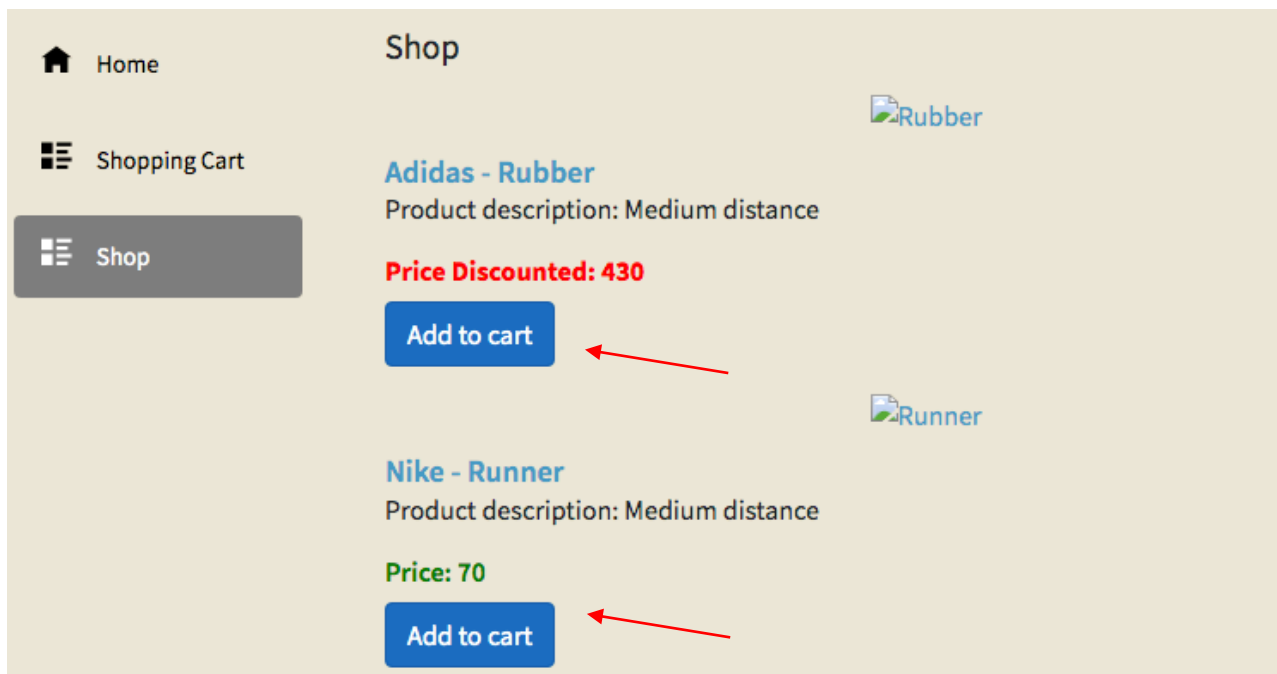 Home
Shopping Cart
Shop
Shop
Rubber
Adidas - Rubber
Product description: Medium distance
Price Discounted: 430
Add to cart
Runner
Nike - Runner
Product description: Medium distance
Price: 70
Add to cart